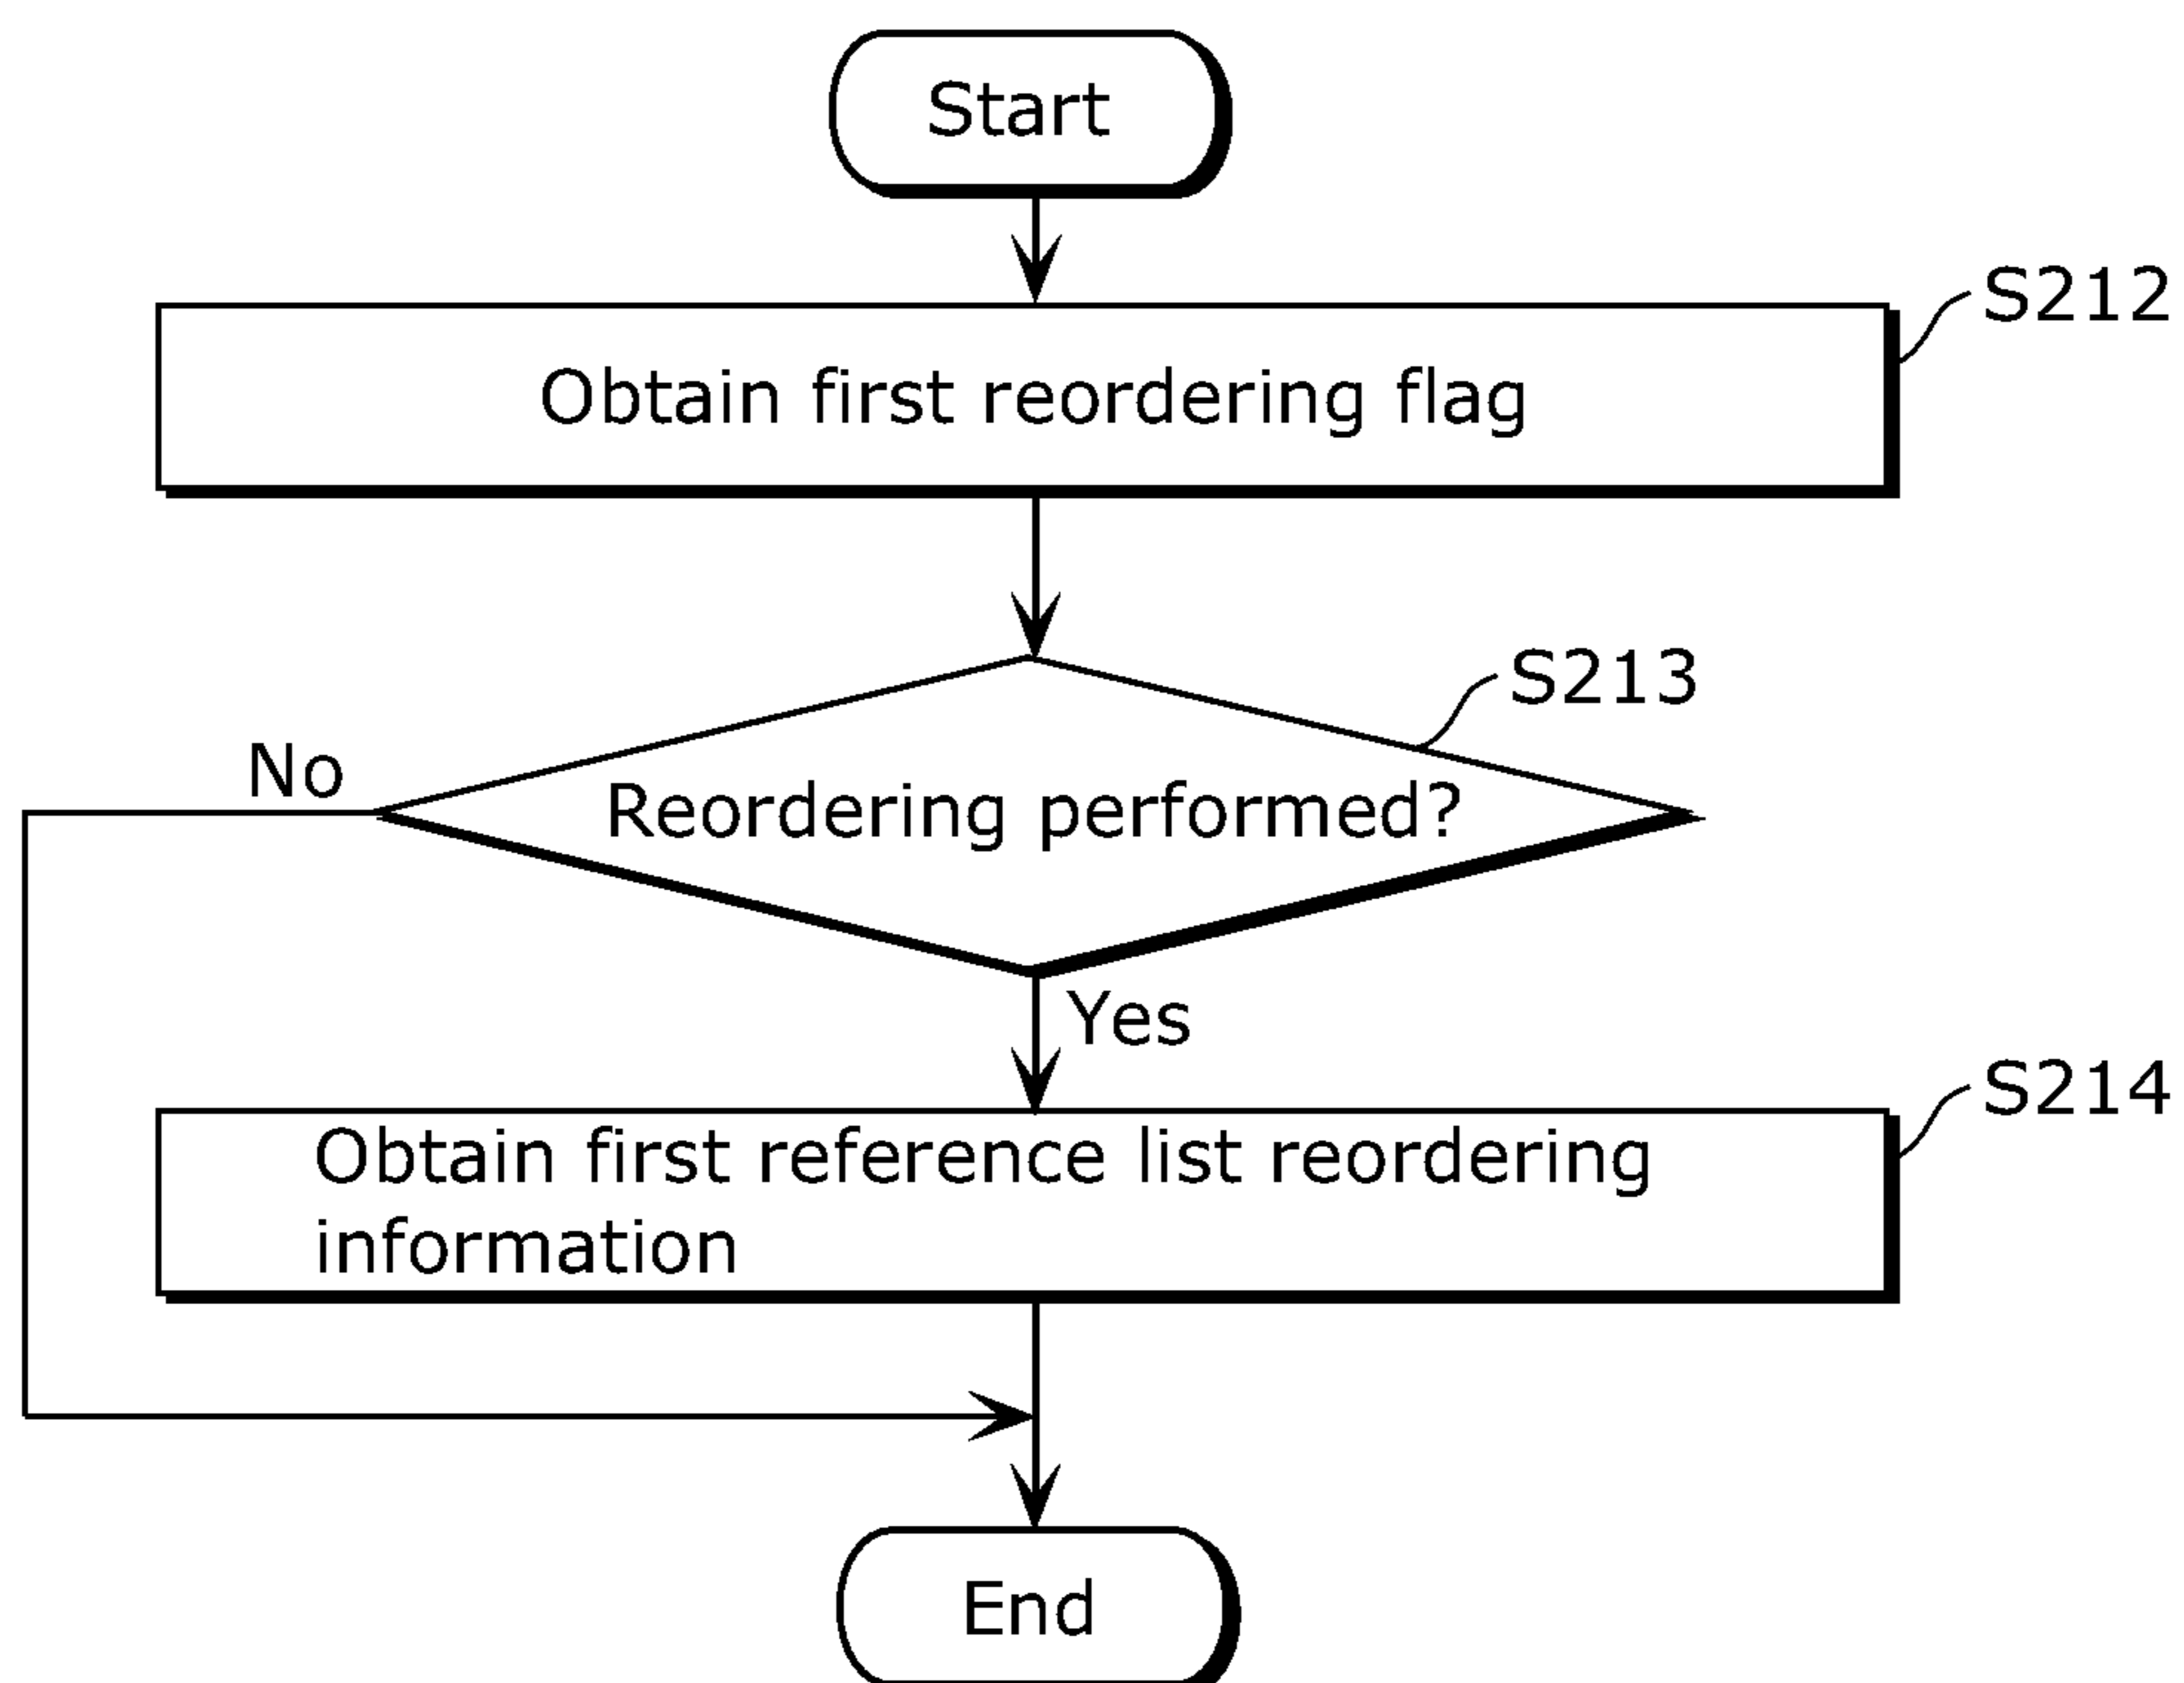 Start
S212
Obtain first reordering flag
S213
No
Reordering performed?
Yes
S214
Obtain first reference list reordering
information
End